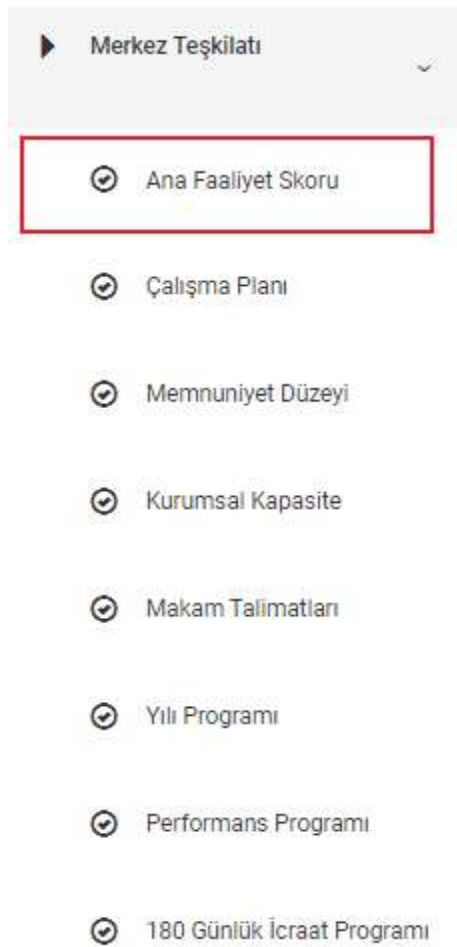 Merkez Teşkilatı
Ana Faaliyet Skoru
Çalışma Planı
Memnuniyet Düzeyi
Kurumsal Kapasite
Makam Talimatları
Yılı Programı
Performans Programı
180 Günlük İcraat Programı